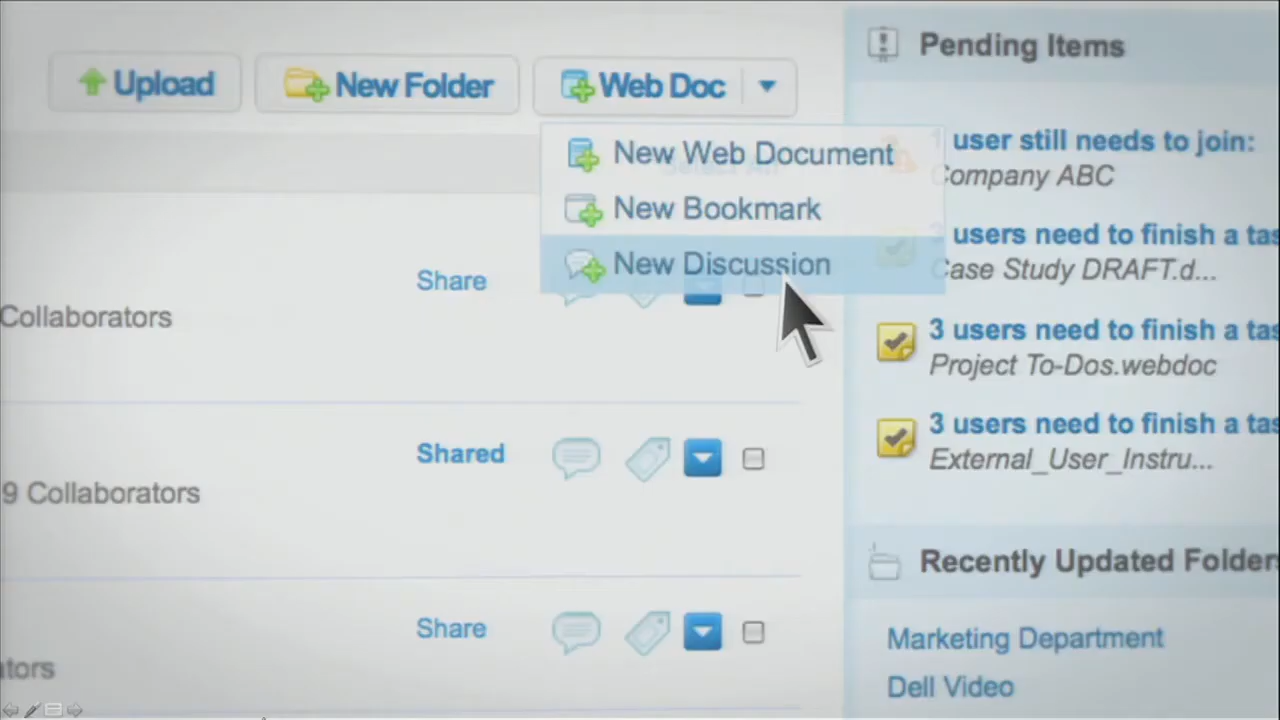 Upload
New Folder
Web Doc
New Web Document
New Bookmark
New Discussion
Share
Collaborators
Shared
9 Collaborators
Share
ators
Pending Items
user still needs to join:
Company ABC
users need to finish a tas
Case Study DRAFT.d...
3 users need to finish a tas
Project To-Dos.webdoc
3 users need to finish a tas
External_User_Instru...
Recently Updated Folders
Marketing Department
Dell Video